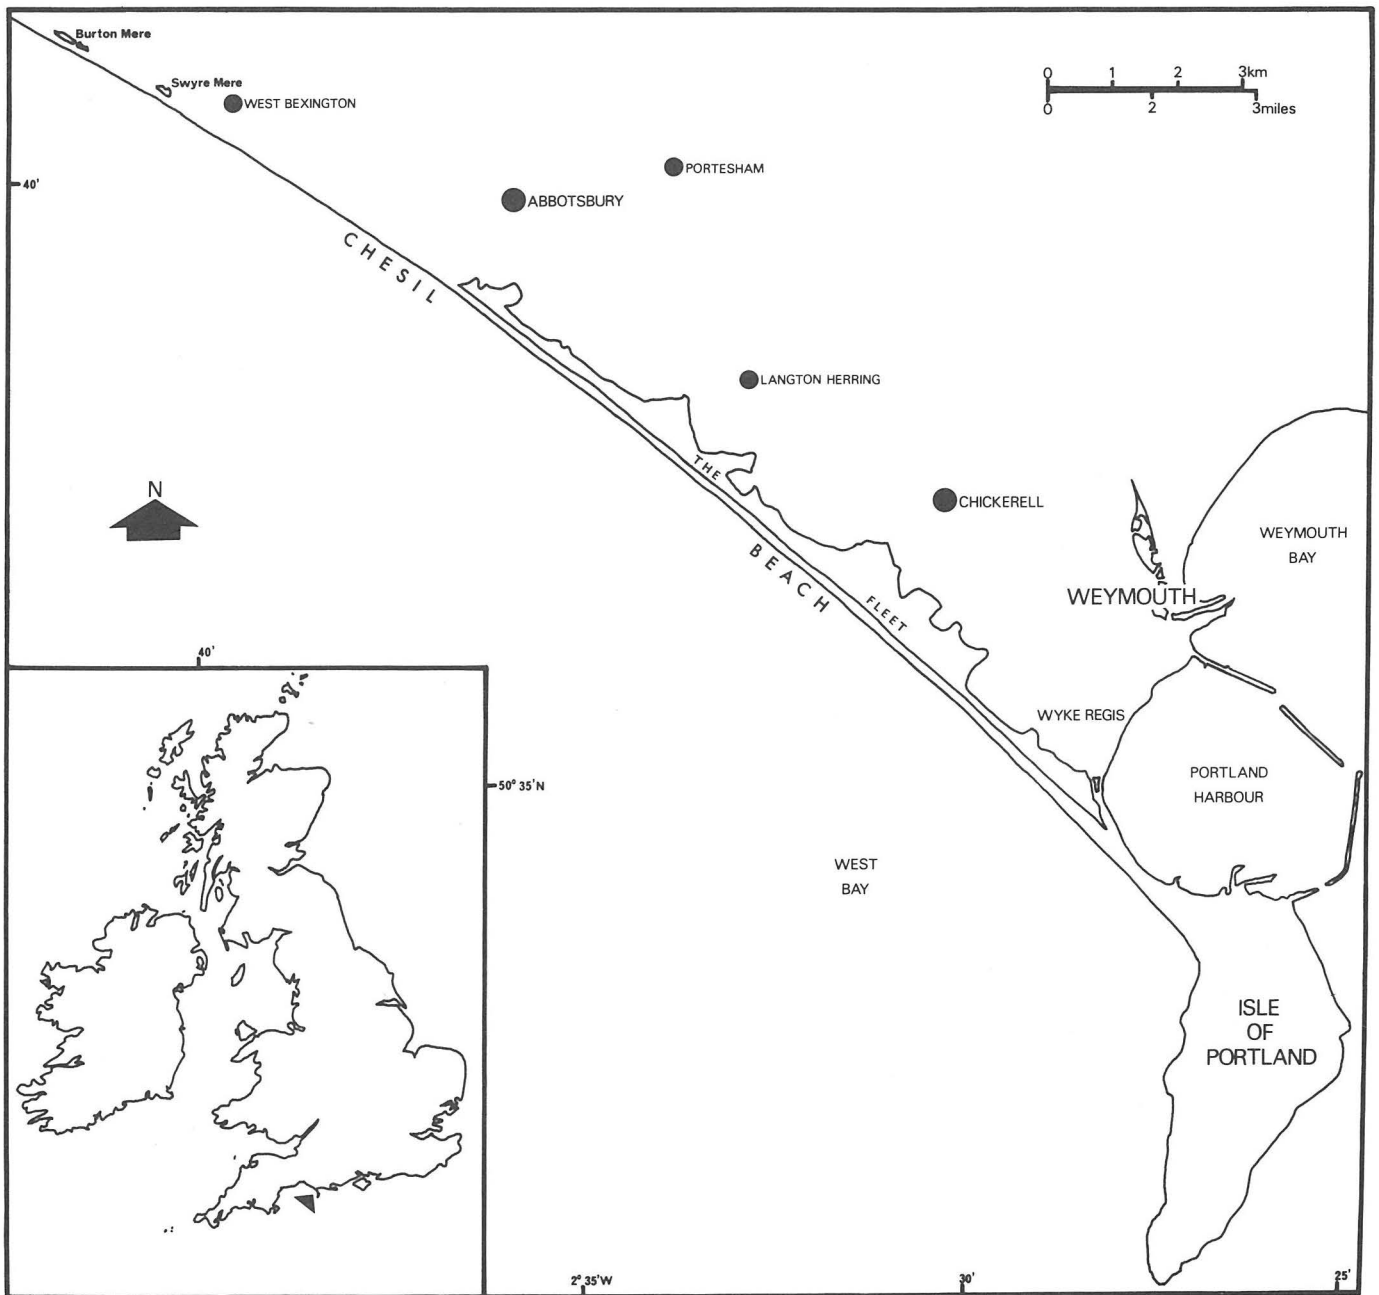 Burton Mere
Swyre Mere
WEST BEXINGTON
0 1 2 3km
0 2 3miles
PORTESHAM
40'
ABBOTSBURY
CHESIL
LANGTON HERRING
THE
N
CHICKERELL
WEYMOUTH
BAY
BEACH
FLEET
WEYMOUTH
40'
WYKE REGIS
PORTLAND
HARBOUR
50° 35'N
WEST
BAY
ISLE
OF
PORTLAND
2° 35'W
30'
25'